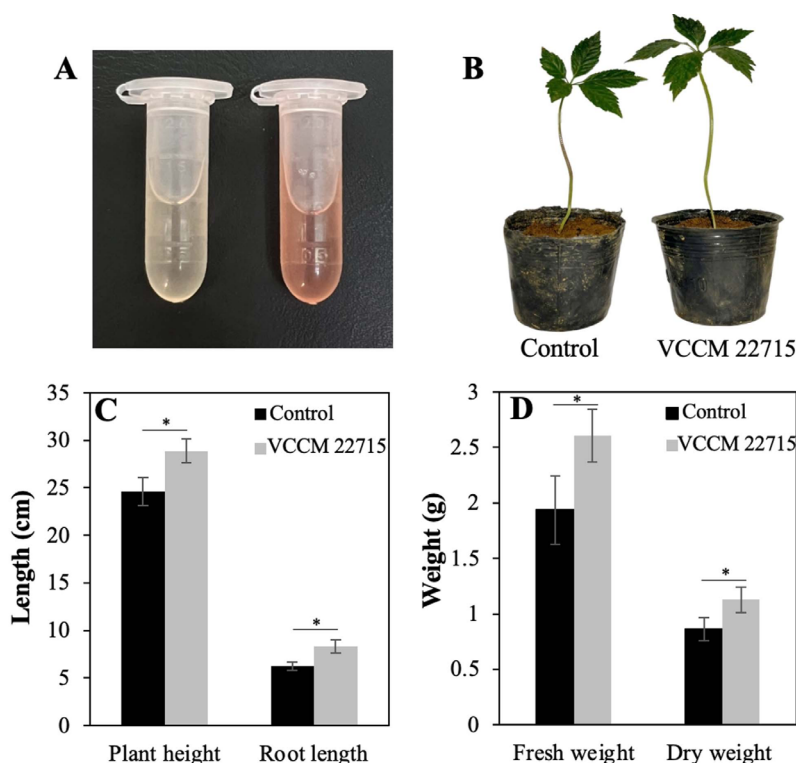 A
B
Control VCCM 22715
C
Control
VCCM 22715
*
*
Length (cm)
35
30
25
20
15
10
5
0
Plant height Root length
D
Control
VCCM 22715
*
*
Weight (g)
3
2.5
2
1.5
1
0.5
0
Fresh weight Dry weight